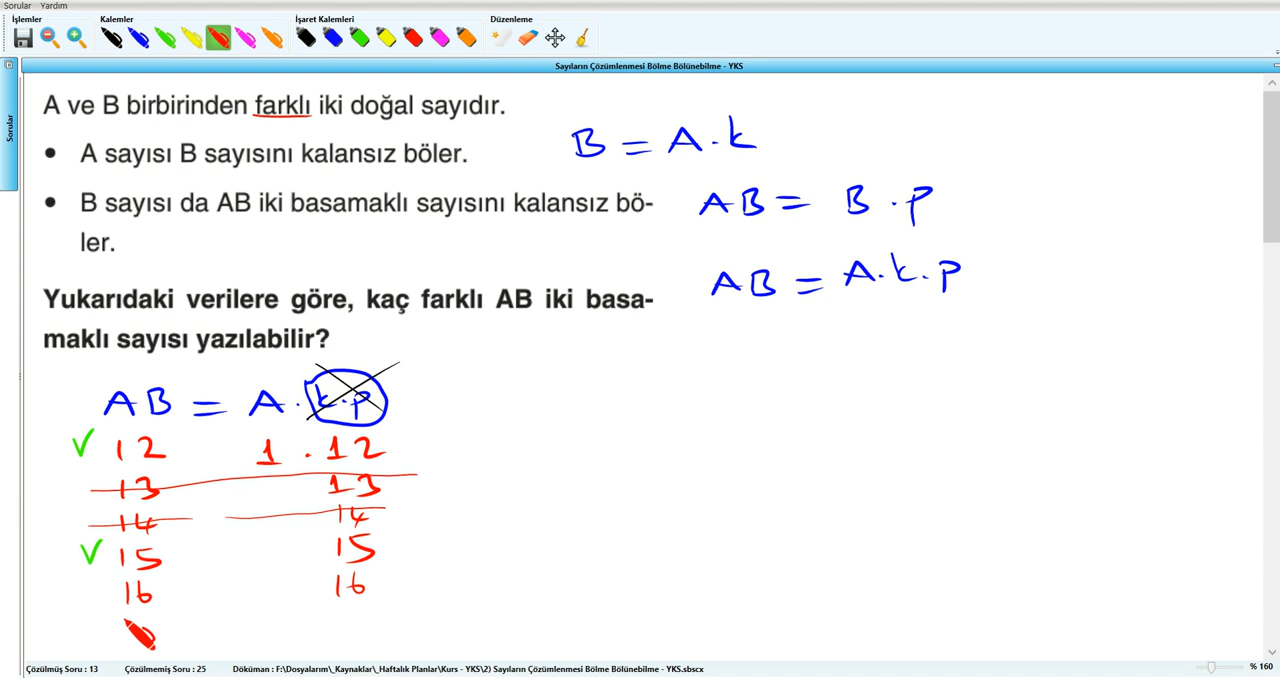 Sorular Yardım
İşlemler Kalemler İşaret Kalemleri Düzenleme
Sayıların Çözümlenmesi Bölme Bölünebilme - YKS
Sorular
A ve B birbirinden farklı iki doğal sayıdır.
• A sayısı B sayısını kalansız böler.
• B sayısı da AB iki basamaklı sayısını kalansız bö-
ler.
Yukarıdaki verilere göre, kaç farklı AB iki basa-
maklı sayısı yazılabilir?
B = A.k
AB = B.p
AB = A.k.p
AB = A.k.p
√ 12 1 . 12
13 13
14 14
√ 15 15
16 16
Çözülmüş Soru : 13 Çözülmemiş Soru : 25 Döküman : F:\Dosyalarım\_Kaynaklar\_Haftalık Planlar\Kurs - YKS\2) Sayıların Çözümlenmesi Bölme Bölünebilme - YKS.sbscx % 160